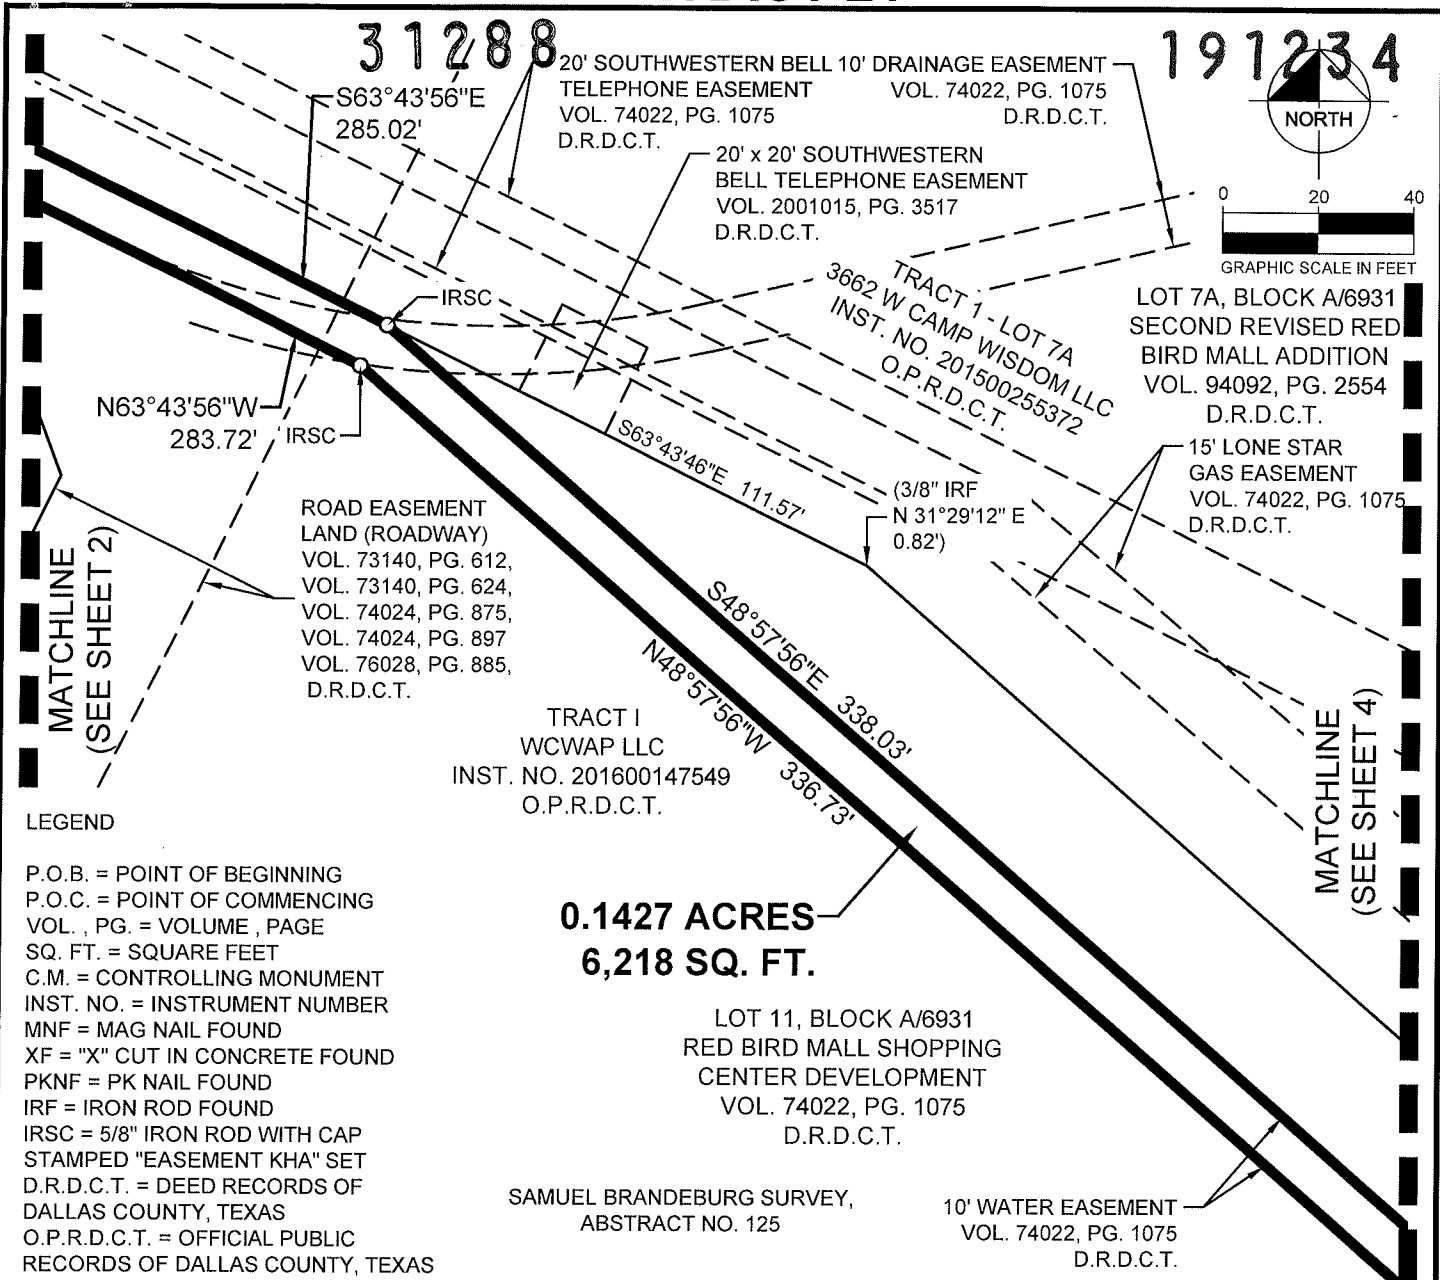 31288
191234
S63°43'56"E
285.02'
20' SOUTHWESTERN BELL
TELEPHONE EASEMENT
VOL. 74022, PG. 1075
D.R.D.C.T.
10' DRAINAGE EASEMENT
VOL. 74022, PG. 1075
D.R.D.C.T.
NORTH
20' x 20' SOUTHWESTERN
BELL TELEPHONE EASEMENT
VOL. 2001015, PG. 3517
D.R.D.C.T.
0 20 40
GRAPHIC SCALE IN FEET
TRACT 1 - LOT 7A
3662 W CAMP WISDOM LLC
INST. NO. 201500255372
O.P.R.D.C.T.
LOT 7A, BLOCK A/6931
SECOND REVISED RED
BIRD MALL ADDITION
VOL. 94092, PG. 2554
D.R.D.C.T.
IRSC
N63°43'56"W
283.72'
IRSC
S63°43'46"E 111.57'
15' LONE STAR
GAS EASEMENT
VOL. 74022, PG. 1075
D.R.D.C.T.
(3/8" IRF
N 31°29'12" E
0.82')
ROAD EASEMENT
LAND (ROADWAY)
VOL. 73140, PG. 612,
VOL. 73140, PG. 624,
VOL. 74024, PG. 875,
VOL. 74024, PG. 897
VOL. 76028, PG. 885,
D.R.D.C.T.
MATCHLINE
(SEE SHEET 2)
S48°57'56"E 338.03'
N48°57'56"W 336.73'
TRACT I
WCWAP LLC
INST. NO. 201600147549
O.P.R.D.C.T.
MATCHLINE
(SEE SHEET 4)
LEGEND
P.O.B. = POINT OF BEGINNING
P.O.C. = POINT OF COMMENCING
VOL. , PG. = VOLUME , PAGE
SQ. FT. = SQUARE FEET
C.M. = CONTROLLING MONUMENT
INST. NO. = INSTRUMENT NUMBER
MNF = MAG NAIL FOUND
XF = "X" CUT IN CONCRETE FOUND
PKNF = PK NAIL FOUND
IRF = IRON ROD FOUND
IRSC = 5/8" IRON ROD WITH CAP
STAMPED "EASEMENT KHA" SET
D.R.D.C.T. = DEED RECORDS OF
DALLAS COUNTY, TEXAS
O.P.R.D.C.T. = OFFICIAL PUBLIC
RECORDS OF DALLAS COUNTY, TEXAS
0.1427 ACRES
6,218 SQ. FT.
LOT 11, BLOCK A/6931
RED BIRD MALL SHOPPING
CENTER DEVELOPMENT
VOL. 74022, PG. 1075
D.R.D.C.T.
SAMUEL BRANDEBURG SURVEY,
ABSTRACT NO. 125
10' WATER EASEMENT
VOL. 74022, PG. 1075
D.R.D.C.T.